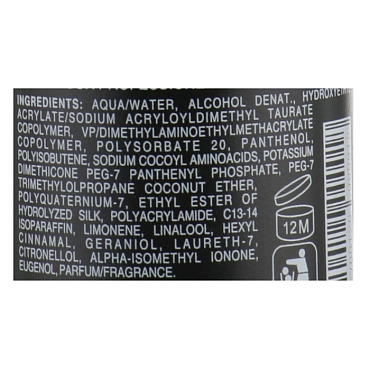 INGREDIENTS: AQUA/WATER, ALCOHOL DENAT., HYDROXYETHYL
ACRYLATE/SODIUM ACRYLOYLDIMETHYL TAURATE
COPOLYMER, VP/DIMETHYLAMINOETHYLMETHACRYLATE
COPOLYMER, POLYSORBATE 20, PANTHENOL,
POLYISOBUTENE, SODIUM COCOYL AMINOACIDS, POTASSIUM
DIMETHICONE PEG-7 PANTHENYL PHOSPHATE, PEG-7
TRIMETHYLOLPROPANE COCONUT ETHER,
POLYQUATERNIUM-7, ETHYL ESTER OF
HYDROLYZED SILK, POLYACRYLAMIDE, C13-14
ISOPARAFFIN, LIMONENE, LINALOOL, HEXYL
CINNAMAL, GERANIOL, LAURETH-7,
CITRONELLOL, ALPHA-ISOMETHYL IONONE,
EUGENOL, PARFUM/FRAGRANCE.
12M